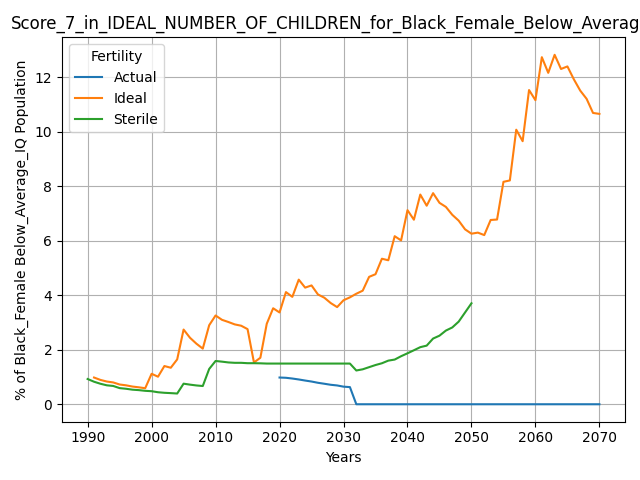 Score_7_in_IDEAL_NUMBER_OF_CHILDREN_for_Black_Female_Below_Averag
Fertility
Actual
Ideal
Sterile
% of Black_Female Below_Average_IQ Population
12
10
8
6
4
2
0
1990 2000 2010 2020 2030 2040 2050 2060 2070
Years